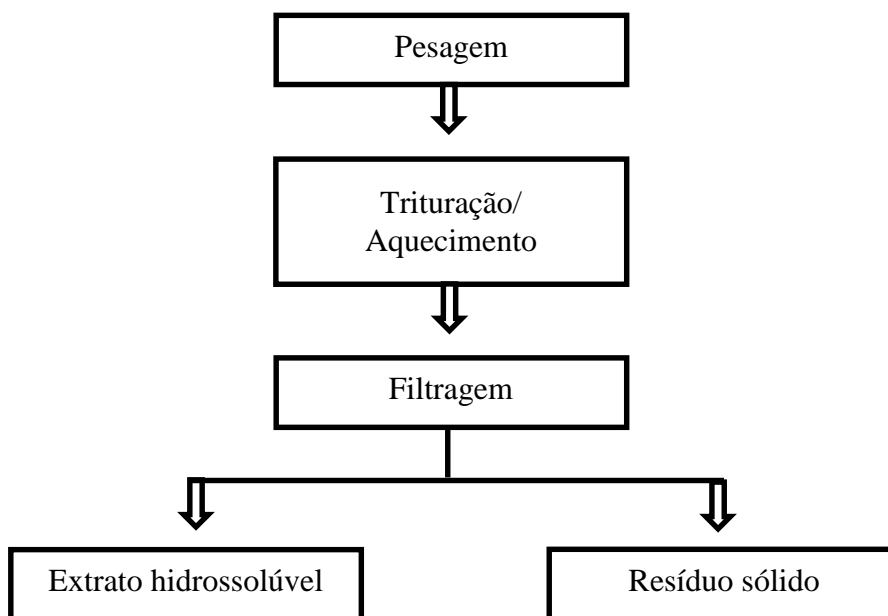 Pesagem
Trituração/
Aquecimento
Filtragem
Extrato hidrossolúvel
Resíduo sólido